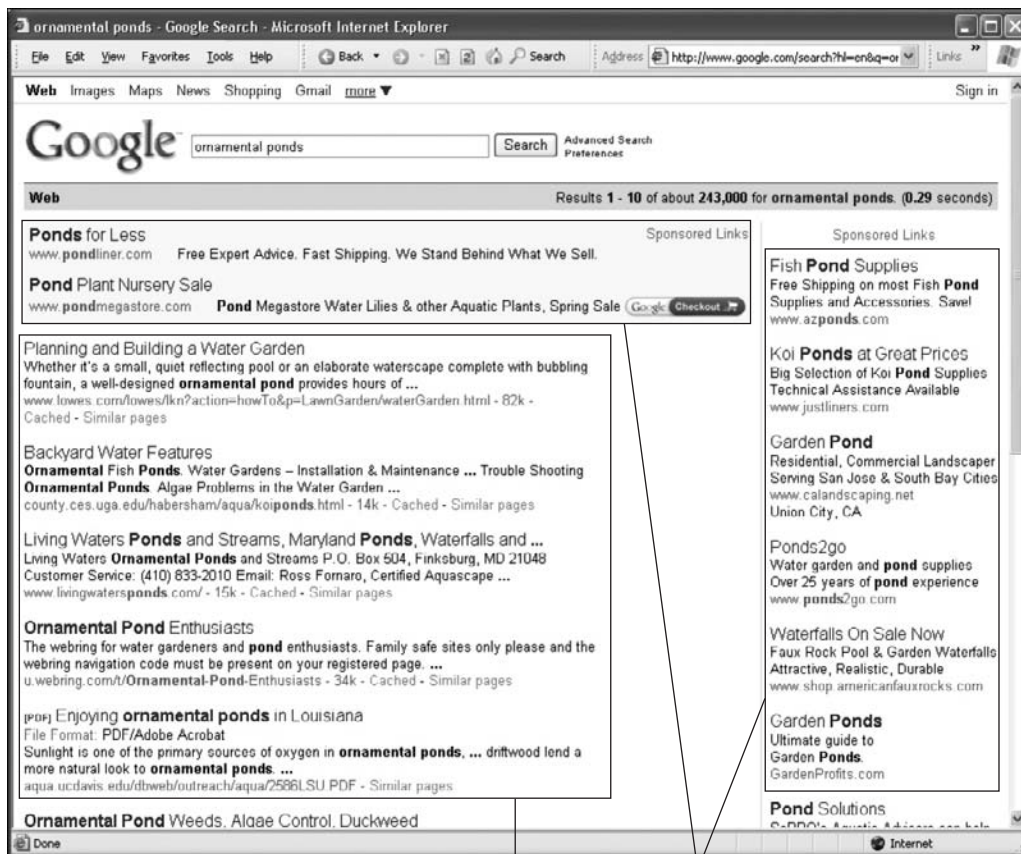 ornamental ponds - Google Search - Microsoft Internet Explorer
File Edit View Favorites Tools Help Back Search Address http://www.google.com/search?hl=en&q=or Links
Web Images Maps News Shopping Gmail more ▼ Sign in
Google™ ornamental ponds Search Advanced Search
Preferences
Web Results 1 - 10 of about 243,000 for ornamental ponds. (0.29 seconds)
Ponds for Less Sponsored Links
www.pondliner.com Free Expert Advice. Fast Shipping. We Stand Behind What We Sell.
Pond Plant Nursery Sale
www.pondmegastore.com Pond Megastore Water Lilies & other Aquatic Plants, Spring Sale Google Checkout
Planning and Building a Water Garden
Whether it's a small, quiet reflecting pool or an elaborate waterscape complete with bubbling
fountain, a well-designed ornamental pond provides hours of ...
www.lowes.com/lowes/lkn?action=howTo&p=LawnGarden/waterGarden.html - 82k -
Cached - Similar pages
Backyard Water Features
Ornamental Fish Ponds. Water Gardens – Installation & Maintenance ... Trouble Shooting
Ornamental Ponds. Algae Problems in the Water Garden ...
county.ces.uga.edu/habersham/aqua/koiponds.html - 14k - Cached - Similar pages
Living Waters Ponds and Streams, Maryland Ponds, Waterfalls and ...
Living Waters Ornamental Ponds and Streams P.O. Box 504, Finksburg, MD 21048
Customer Service: (410) 833-2010 Email: Ross Fornaro, Certified Aquascape ...
www.livingwatersponds.com/ - 15k - Cached - Similar pages
Ornamental Pond Enthusiasts
The webring for water gardeners and pond enthusiasts. Family safe sites only please and the
webring navigation code must be present on your registered page. ...
u.webring.com/t/Ornamental-Pond-Enthusiasts - 34k - Cached - Similar pages
[PDF] Enjoying ornamental ponds in Louisiana
File Format: PDF/Adobe Acrobat
Sunlight is one of the primary sources of oxygen in ornamental ponds, ... driftwood lend a
more natural look to ornamental ponds. ...
aqua.ucdavis.edu/dbweb/outreach/aqua/2586LSU.PDF - Similar pages
Ornamental Pond Weeds, Algae Control, Duckweed
Sponsored Links
Fish Pond Supplies
Free Shipping on most Fish Pond
Supplies and Accessories. Save!
www.azponds.com
Koi Ponds at Great Prices
Big Selection of Koi Pond Supplies
Technical Assistance Available
www.justliners.com
Garden Pond
Residential, Commercial Landscaper
Serving San Jose & South Bay Cities
www.calandscaping.net
Union City, CA
Ponds2go
Water garden and pond supplies
Over 25 years of pond experience
www.ponds2go.com
Waterfalls On Sale Now
Faux Rock Pool & Garden Waterfalls
Attractive, Realistic, Durable
www.shop.americanfauxrocks.com
Garden Ponds
Ultimate guide to
Garden Ponds.
GardenProfits.com
Pond Solutions
Done Internet